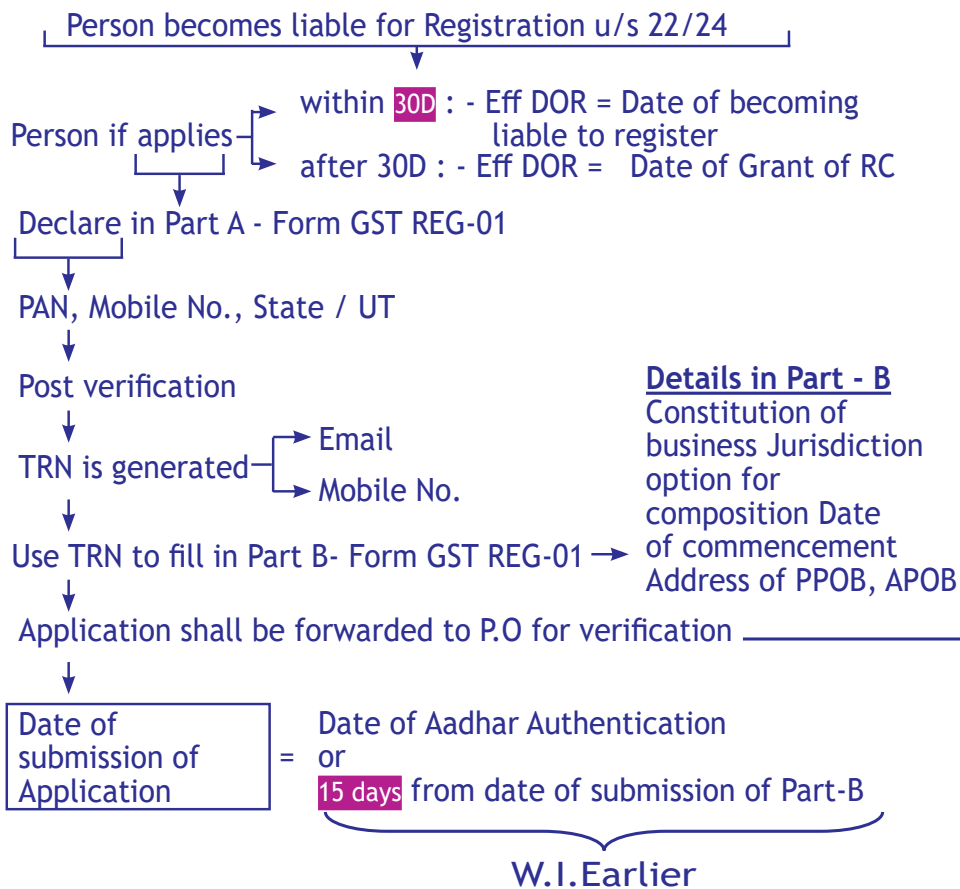 Person becomes liable for Registration u/s 22/24
within 30D : - Eff DOR = Date of becoming
liable to register
Person if applies
after 30D : - Eff DOR = Date of Grant of RC
Declare in Part A - Form GST REG-01
PAN, Mobile No., State / UT
Post verification
TRN is generated
Email
Mobile No.
Use TRN to fill in Part B- Form GST REG-01
Details in Part - B
Constitution of
business Jurisdiction
option for
composition Date
of commencement
Address of PPOB, APOB
Application shall be forwarded to P.O for verification
Date of
submission of
Application
=
Date of Aadhar Authentication
or
15 days from date of submission of Part-B
W.I.Earlier